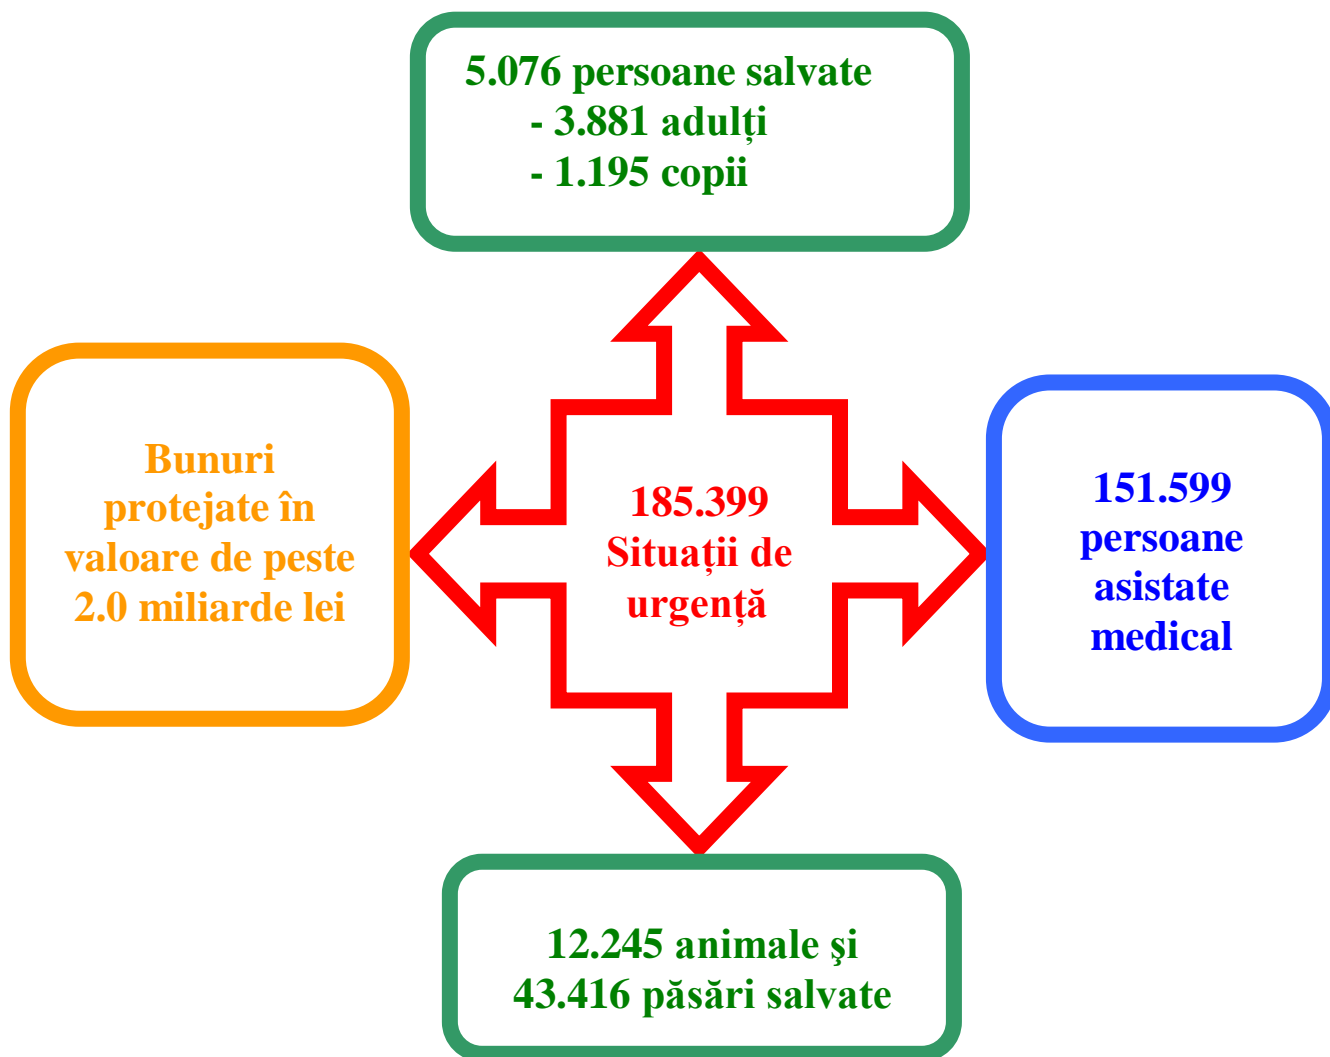 5.076 persoane salvate
- 3.881 adulți
- 1.195 copii
Bunuri
protejate în
valoare de peste
2.0 miliarde lei
185.399
Situații de
urgență
151.599
persoane
asistate
medical
12.245 animale şi
43.416 păsări salvate